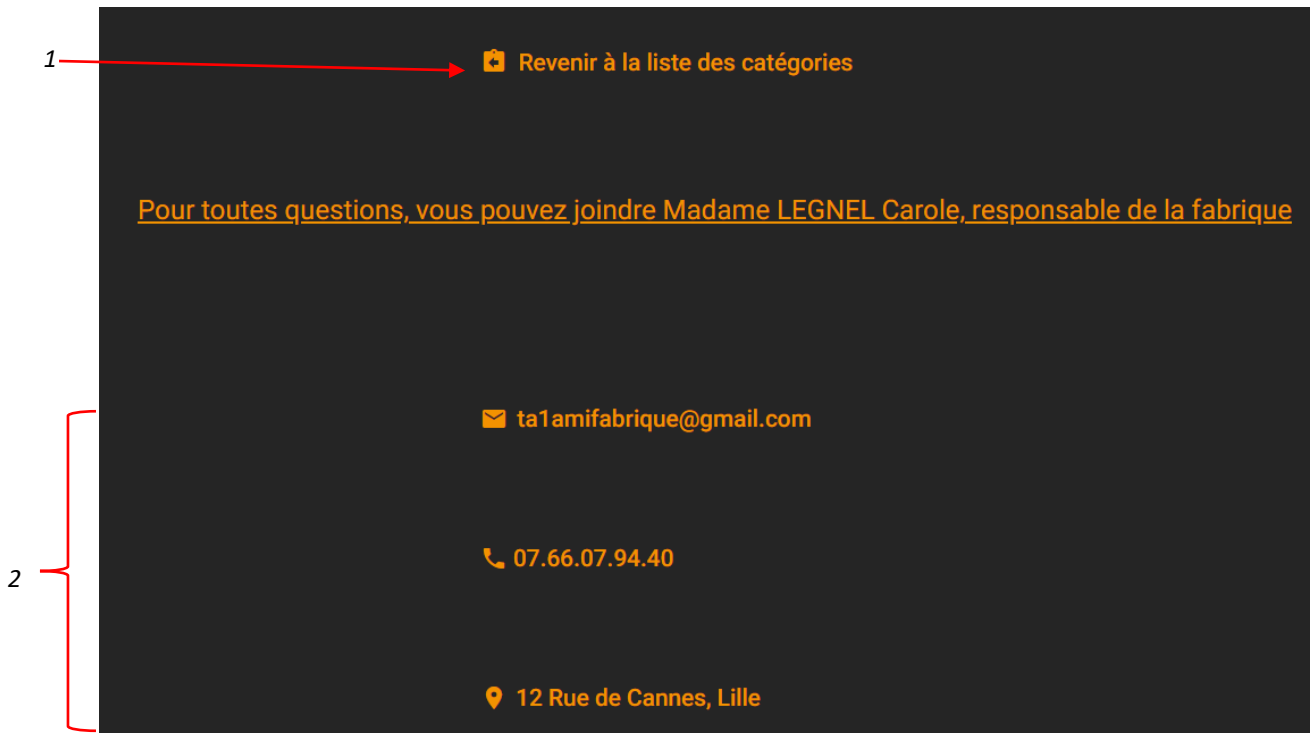 1
Revenir à la liste des catégories
Pour toutes questions, vous pouvez joindre Madame LEGNEL Carole, responsable de la fabrique
ta1amifabrique@gmail.com
07.66.07.94.40
2
12 Rue de Cannes, Lille